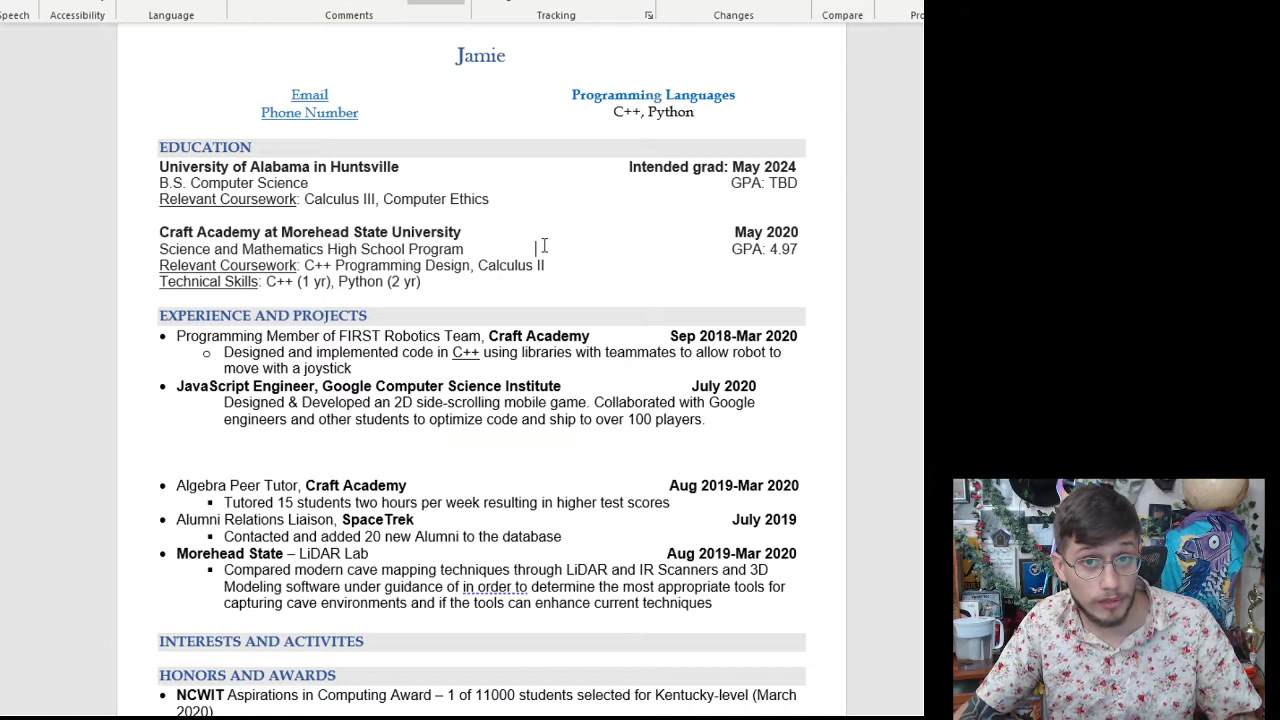 Speech Accessibility Language Comments Tracking Changes Compare
Jamie
Email Programming Languages
Phone Number C++, Python
EDUCATION
University of Alabama in Huntsville Intended grad: May 2024
B.S. Computer Science GPA: TBD
Relevant Coursework: Calculus III, Computer Ethics
Craft Academy at Morehead State University May 2020
Science and Mathematics High School Program GPA: 4.97
Relevant Coursework: C++ Programming Design, Calculus II
Technical Skills: C++ (1 yr), Python (2 yr)
EXPERIENCE AND PROJECTS
• Programming Member of FIRST Robotics Team, Craft Academy Sep 2018-Mar 2020
o Designed and implemented code in C++ using libraries with teammates to allow robot to
move with a joystick
• JavaScript Engineer, Google Computer Science Institute July 2020
Designed & Developed an 2D side-scrolling mobile game. Collaborated with Google
engineers and other students to optimize code and ship to over 100 players.
• Algebra Peer Tutor, Craft Academy Aug 2019-Mar 2020
▪ Tutored 15 students two hours per week resulting in higher test scores
• Alumni Relations Liaison, SpaceTrek July 2019
▪ Contacted and added 20 new Alumni to the database
• Morehead State – LiDAR Lab Aug 2019-Mar 2020
▪ Compared modern cave mapping techniques through LiDAR and IR Scanners and 3D
Modeling software under guidance of in order to determine the most appropriate tools for
capturing cave environments and if the tools can enhance current techniques
INTERESTS AND ACTIVITES
HONORS AND AWARDS
• NCWIT Aspirations in Computing Award – 1 of 11000 students selected for Kentucky-level (March
2020)